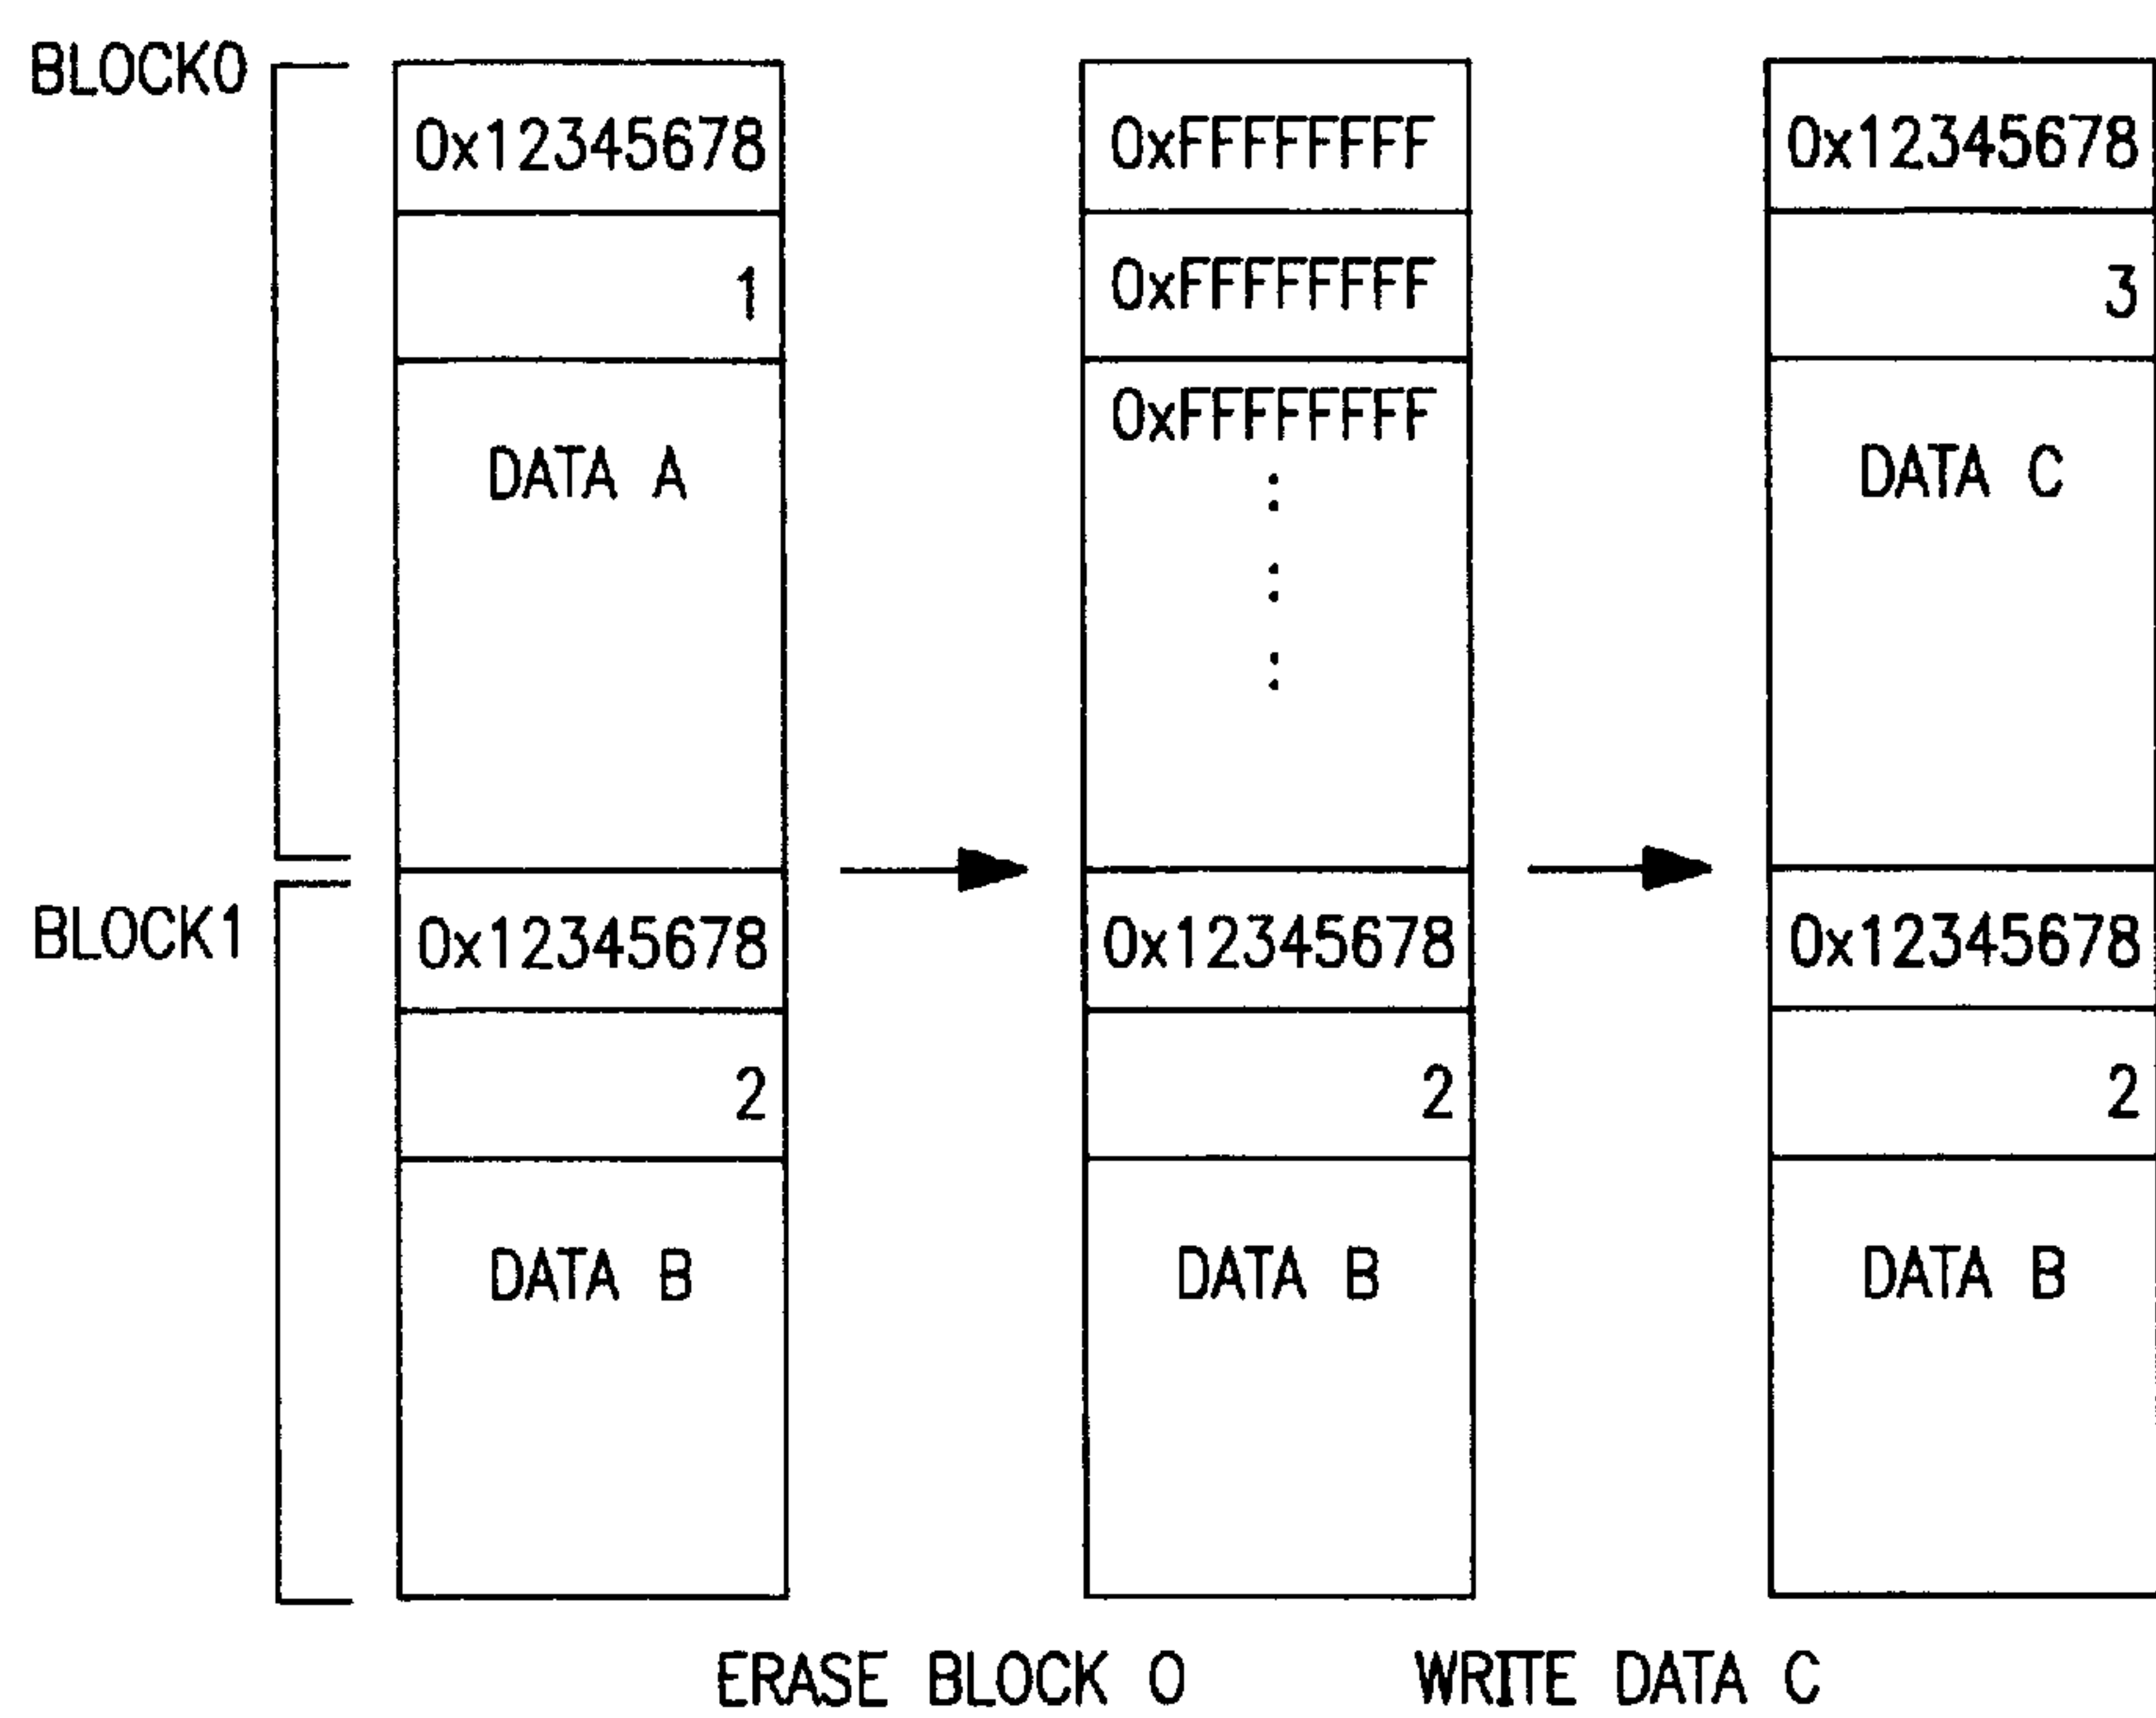 BLOCK0
0x12345678
1
DATA A
BLOCK1
0x12345678
2
DATA B
0xFFFFFFFF
0xFFFFFFFF
0xFFFFFFFF
0x12345678
2
DATA B
0x12345678
3
DATA C
0x12345678
2
DATA B
ERASE BLOCK 0
WRITE DATA C